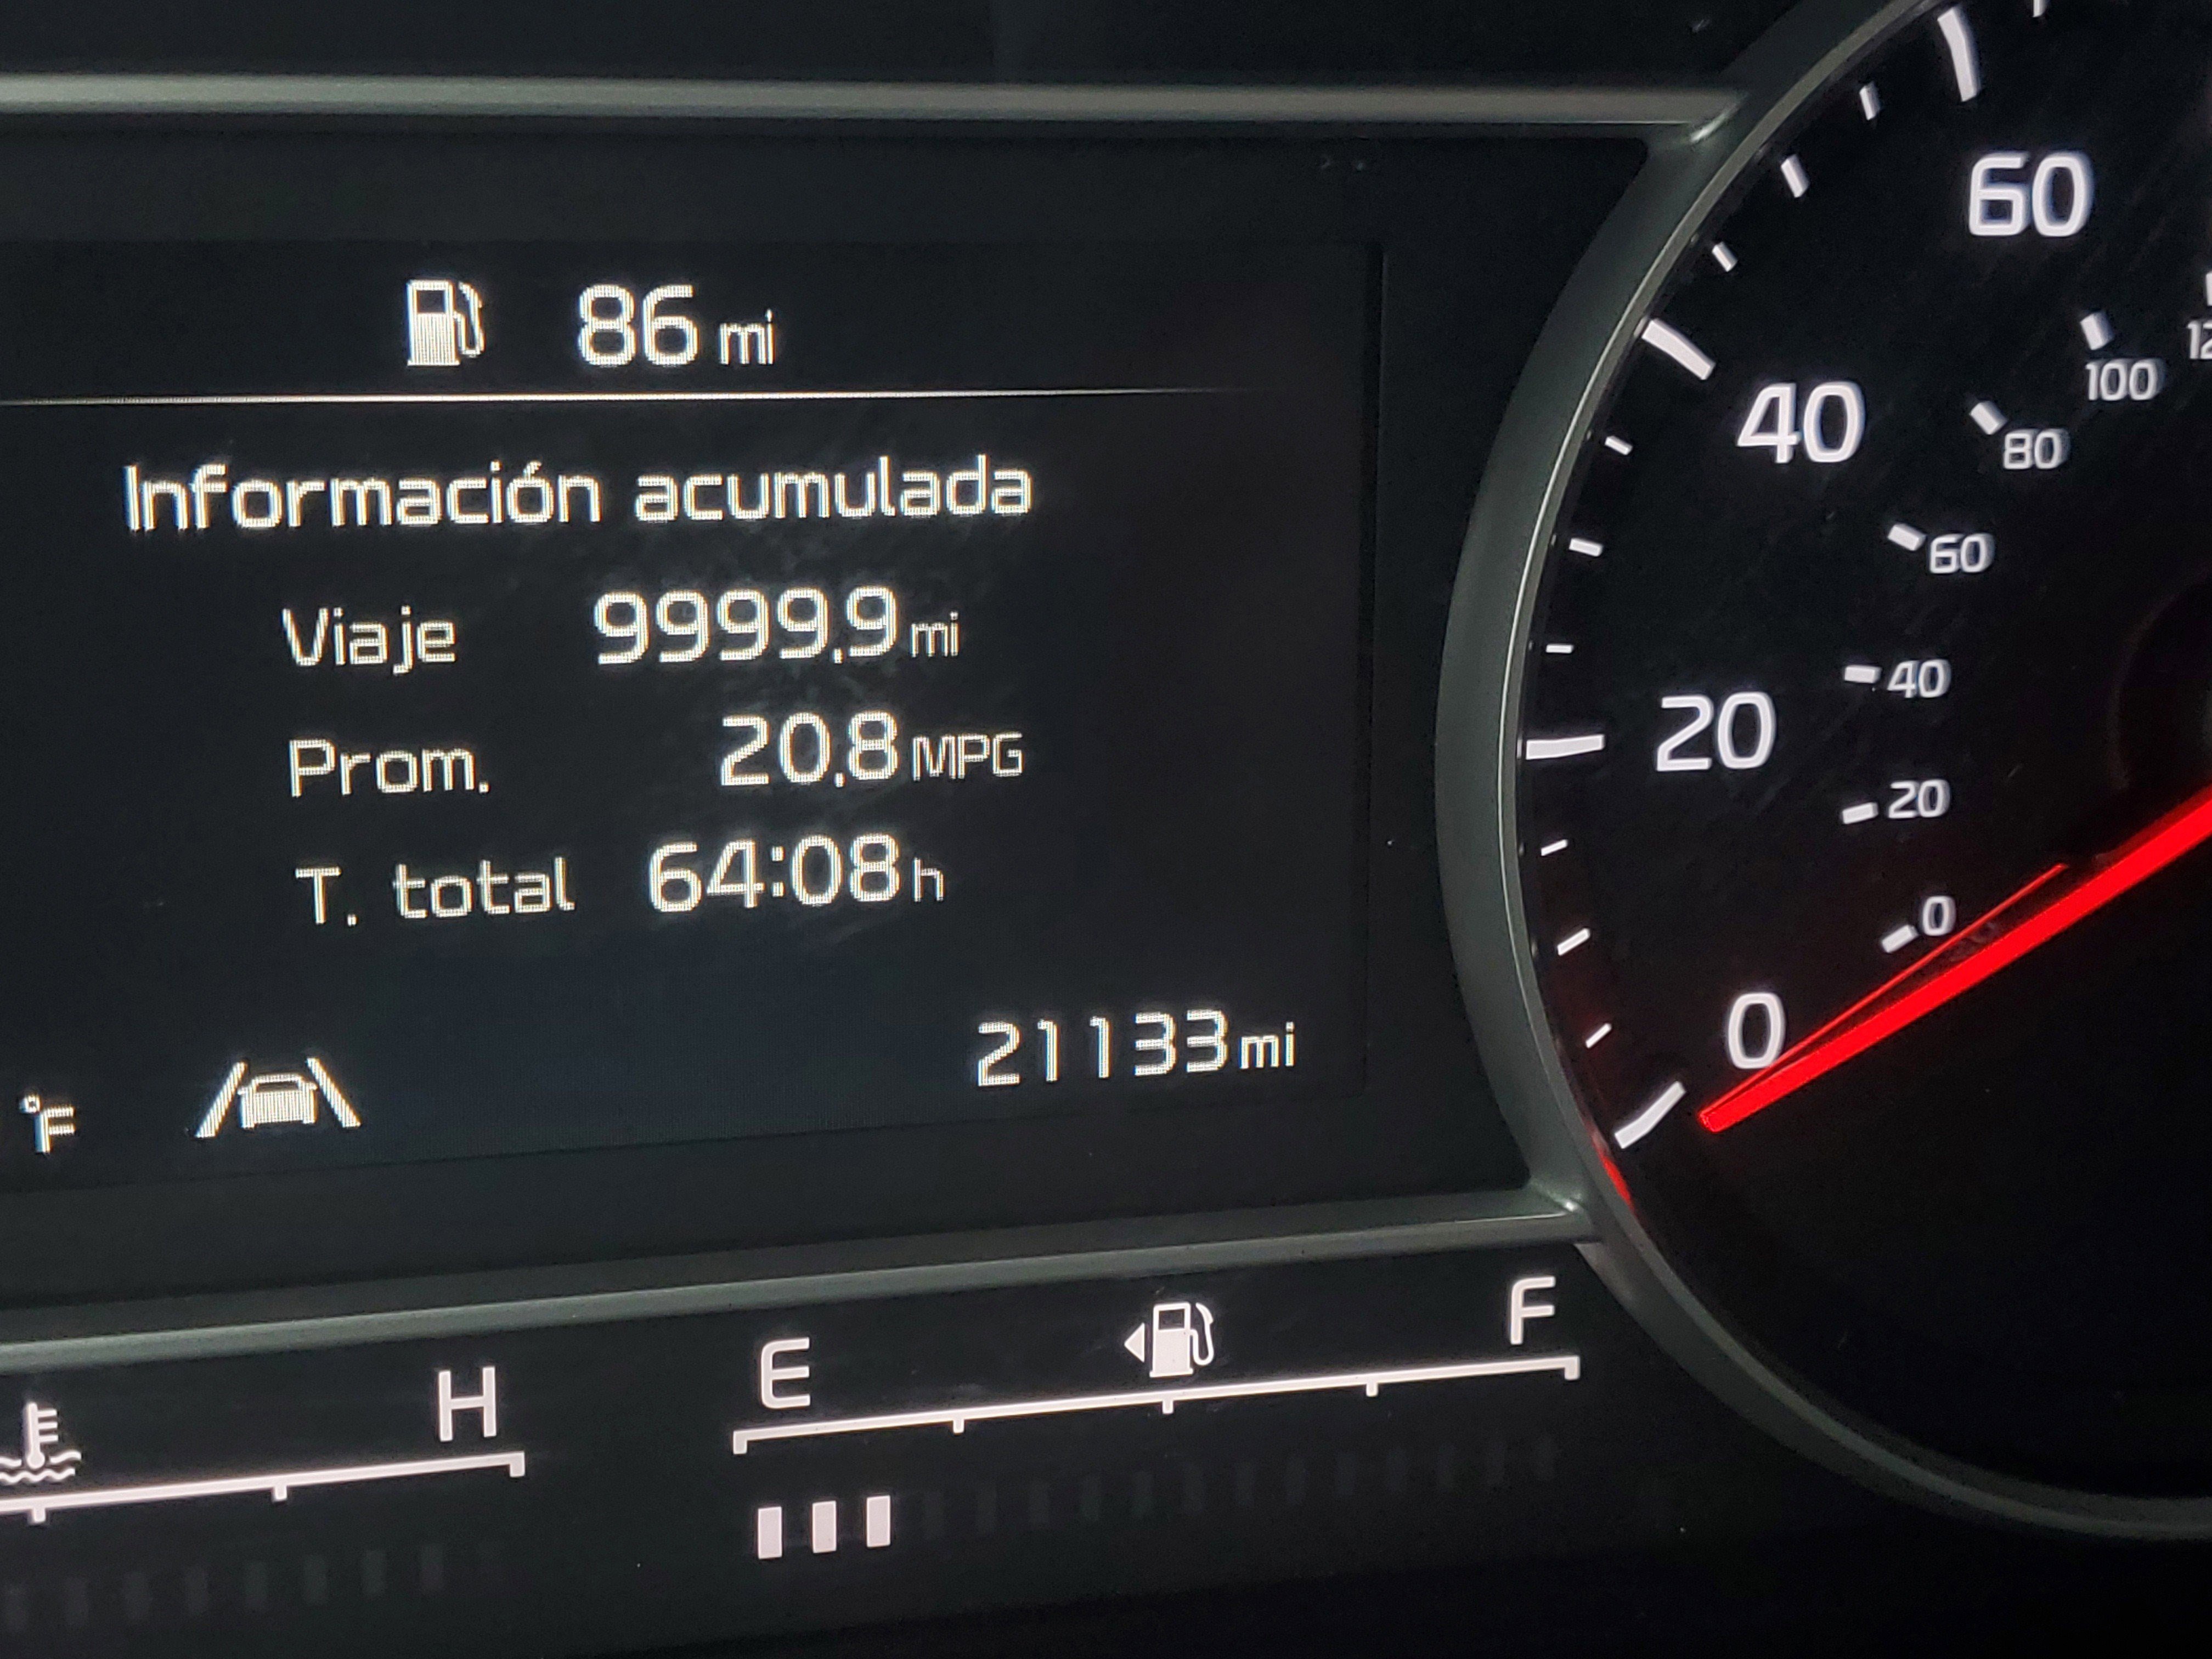 86 mi
Información acumulada
Viaje 9999.9 mi
Prom. 20.8 MPG
T. total 64:08 h
21133 mi
°F
H
E F
60
40
20
0
100
80
60
40
20
0